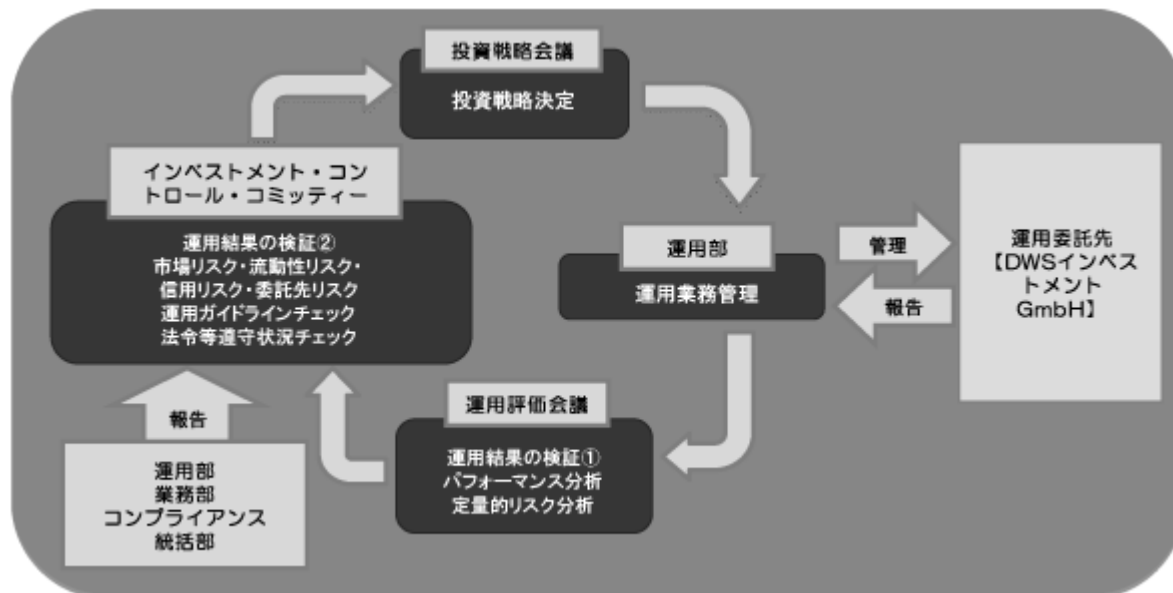 投資戦略会議
投資戦略決定
インベストメント・コン
トロール・コミッティー
運用結果の検証②
市場リスク・流動性リスク・
信用リスク・委託先リスク
運用ガイドラインチェック
法令等遵守状況チェック
運用部
運用業務管理
管理
報告
運用委託先
【DWSインベス
トメント
GmbH】
運用評価会議
運用結果の検証①
パフォーマンス分析
定量的リスク分析
報告
運用部
業務部
コンプライアンス
統括部